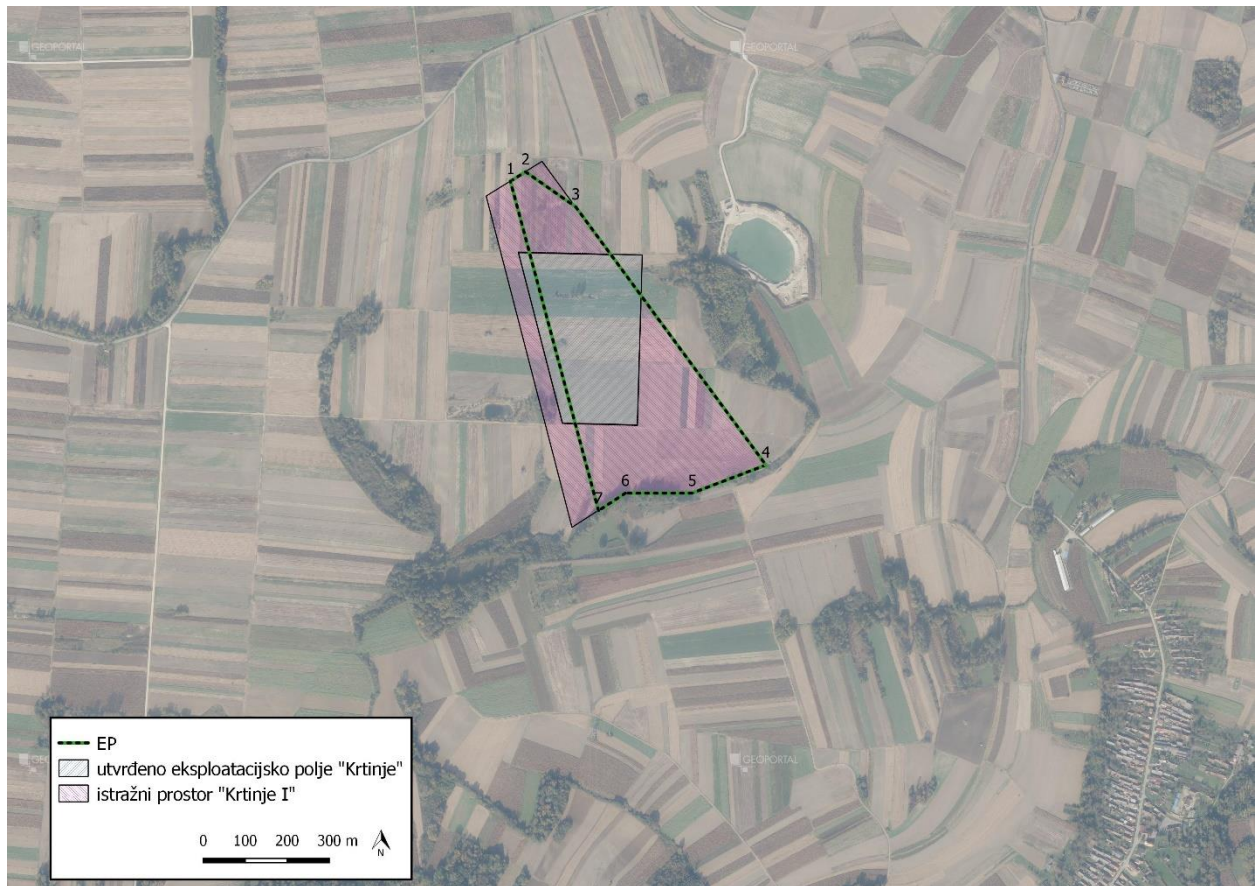 GEOPORTAL
GEOPORTAL
1
2
3
4
5
6
7
EP
utvrđeno eksploatacijsko polje "Krtinje"
istražni prostor "Krtinje I"
0 100 200 300 m
N
GEOPORTAL
GEOPORTAL